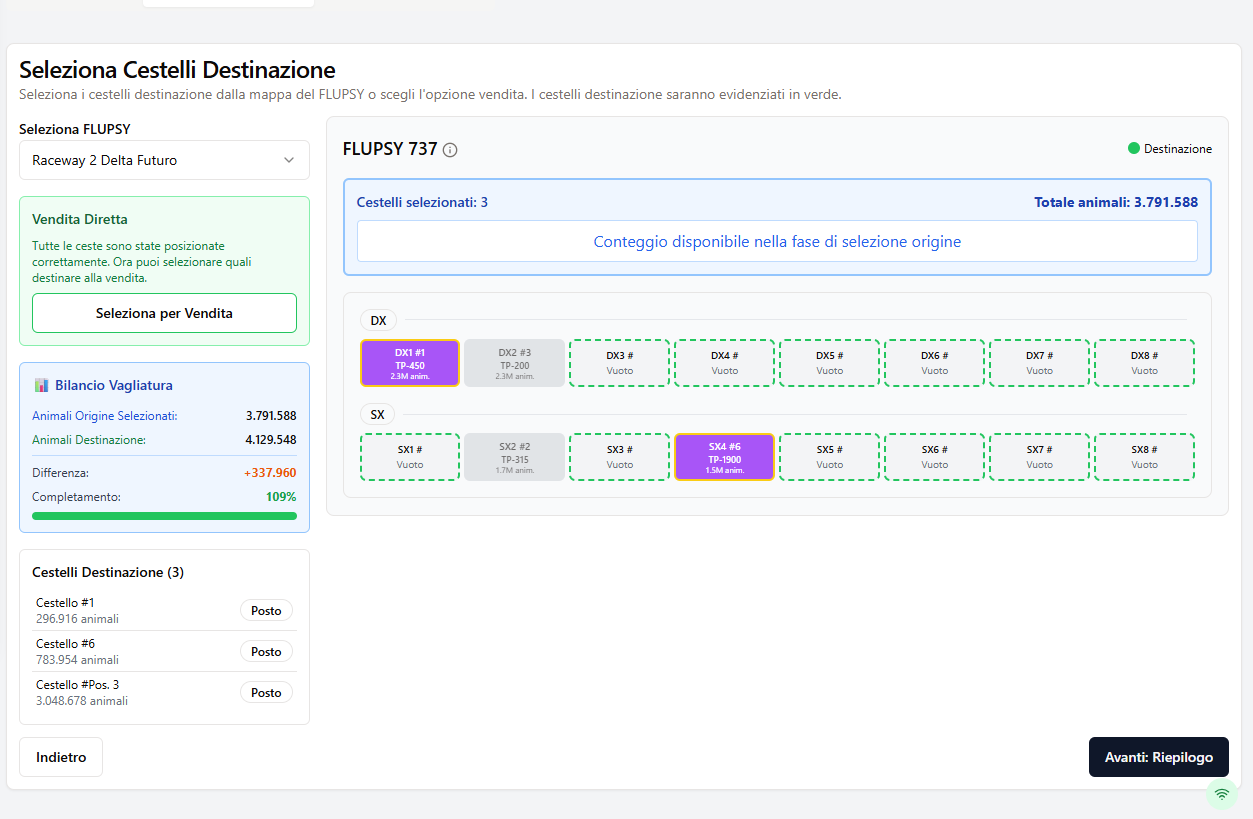 Seleziona Cestelli Destinazione
Seleziona i cestelli destinazione dalla mappa del FLUPSY o scegli l'opzione vendita. I cestelli destinazione saranno evidenziati in verde.
Seleziona FLUPSY
Raceway 2 Delta Futuro
Vendita Diretta
Tutte le ceste sono state posizionate
correttamente. Ora puoi selezionare quali
destinare alla vendita.
Seleziona per Vendita
Bilancio Vagliatura
Animali Origine Selezionati: 3.791.588
Animali Destinazione: 4.129.548
Differenza: +337.960
Completamento: 109%
Cestelli Destinazione (3)
Cestello #1
296.916 animali
Posto
Cestello #6
783.954 animali
Posto
Cestello #Pos. 3
3.048.678 animali
Posto
Indietro
FLUPSY 737
Destinazione
Cestelli selezionati: 3 Totale animali: 3.791.588
Conteggio disponibile nella fase di selezione origine
DX
DX1 #1
TP-450
2.3M anim.
DX2 #3
TP-200
2.3M anim.
DX3 #
Vuoto
DX4 #
Vuoto
DX5 #
Vuoto
DX6 #
Vuoto
DX7 #
Vuoto
DX8 #
Vuoto
SX
SX1 #
Vuoto
SX2 #2
TP-315
1.7M anim.
SX3 #
Vuoto
SX4 #6
TP-1900
1.5M anim.
SX5 #
Vuoto
SX6 #
Vuoto
SX7 #
Vuoto
SX8 #
Vuoto
Avanti: Riepilogo